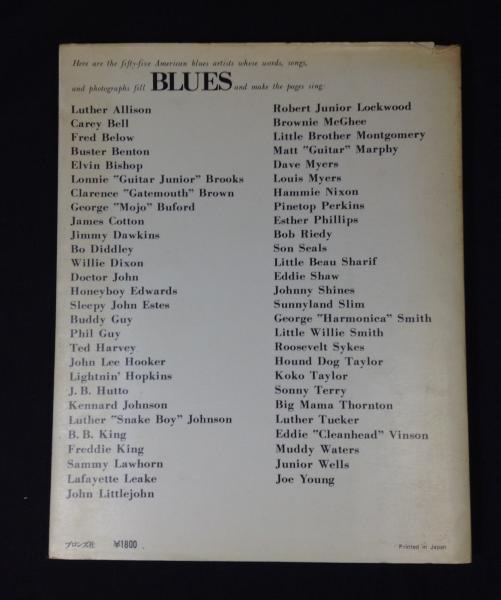 Here are the fifty-five American blues artists whose words, songs,
and photographs fill BLUES and make the pages sing:
Luther Allison
Carey Bell
Fred Below
Buster Benton
Elvin Bishop
Lonnie "Guitar Junior" Brooks
Clarence "Gatemouth" Brown
George "Mojo" Buford
James Cotton
Jimmy Dawkins
Bo Diddley
Willie Dixon
Doctor John
Honeyboy Edwards
Sleepy John Estes
Buddy Guy
Phil Guy
Ted Harvey
John Lee Hooker
Lightnin' Hopkins
J. B. Hutto
Kennard Johnson
Luther "Snake Boy" Johnson
B. B. King
Freddie King
Sammy Lawhorn
Lafayette Leake
John Littlejohn
Robert Junior Lockwood
Brownie McGhee
Little Brother Montgomery
Matt "Guitar" Marphy
Dave Myers
Louis Myers
Hammie Nixon
Pinetop Perkins
Esther Phillips
Bob Riedy
Son Seals
Little Beau Sharif
Eddie Shaw
Johnny Shines
Sunnyland Slim
George "Harmonica" Smith
Little Willie Smith
Roosevelt Sykes
Hound Dog Taylor
Koko Taylor
Sonny Terry
Big Mama Thornton
Luther Tucker
Eddie "Cleanhead" Vinson
Muddy Waters
Junior Wells
Joe Young
ブロンズ社 ¥1800
Printed in Japan